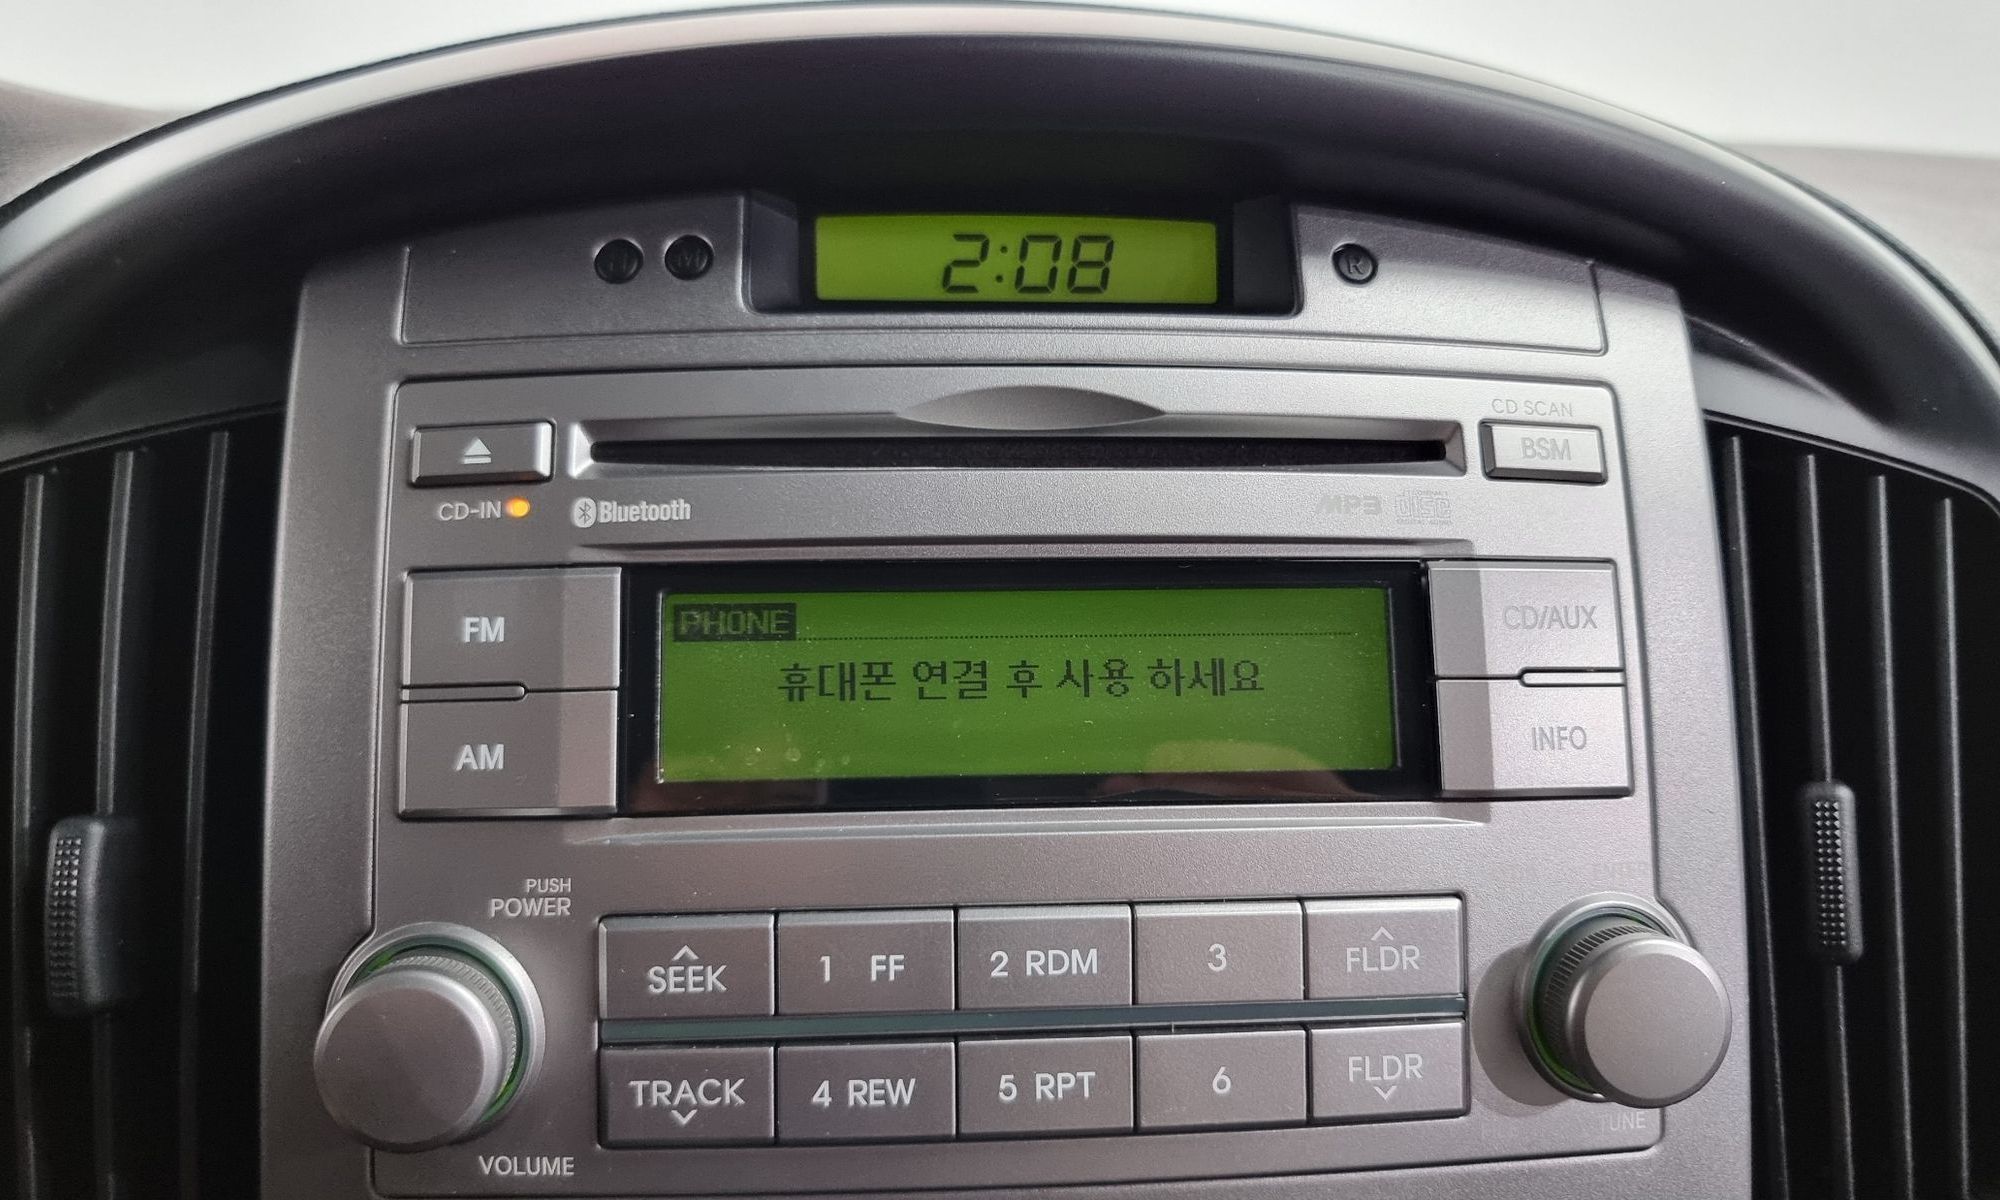 H M
2:08
R
CD SCAN
BSM
CD-IN
Bluetooth
MP3
disc
FM
PHONE
CD/AUX
휴대폰 연결 후 사용 하세요
AM
INFO
PUSH
POWER
SEEK
1 FF
2 RDM
3
FLDR
TRACK
4 REW
5 RPT
6
FLDR
VOLUME
TUNE